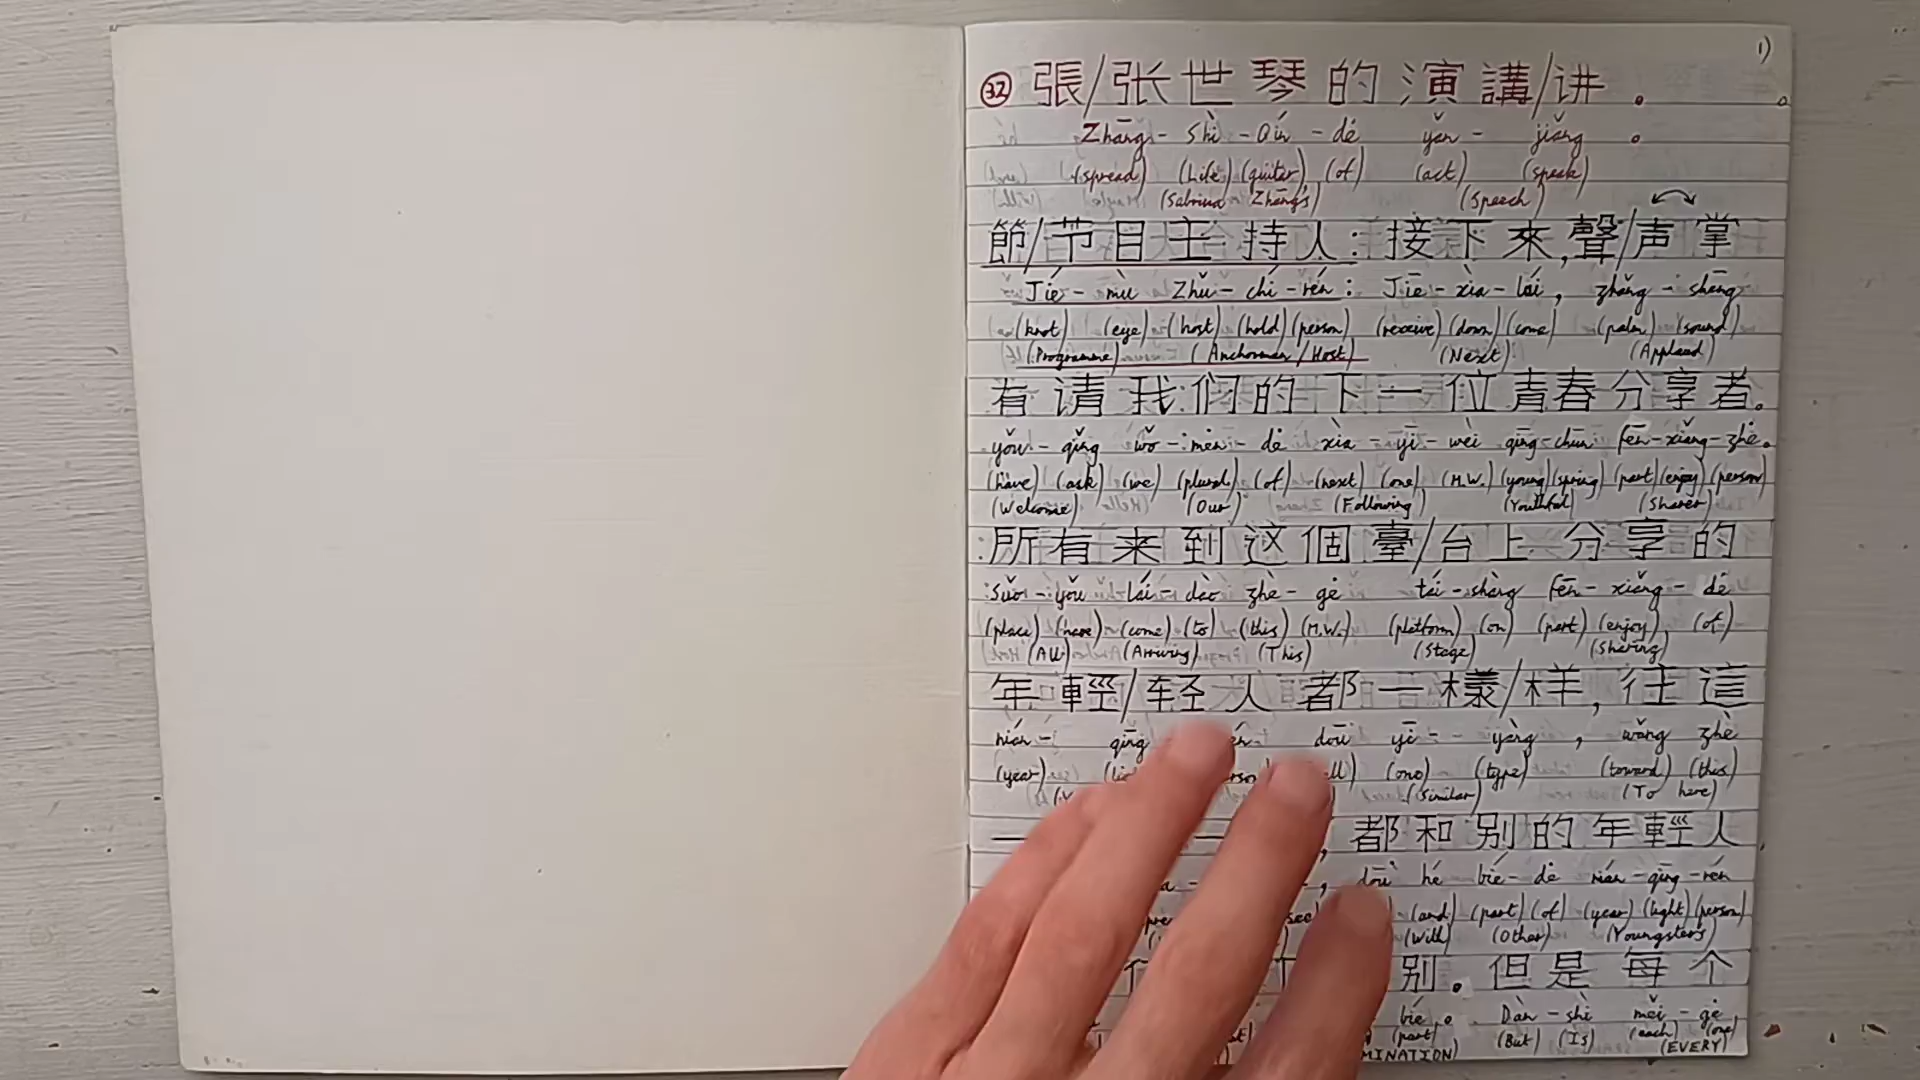 1)
32 張/张世琴的演講/讲。
Zhāng - Shì - Qín - dé yǎn - jiǎng 。
(spread) (Life) (guitar) (of) (act) (speak)
(Sabrina Zhang's) (Speech)
節/节目主持人:接下來,聲/声掌
Jié - mù Zhǔ - chí - rén : Jiē - xià - lái , zhǎng - shēng
(knot) (eye) (host) (hold) (person) (receive) (down) (come) (palm) (sound)
(Programme) (Anchorman/Host) (Next) (Applaud)
有请我们的下一位青春分享者。
yǒu - qǐng wǒ - mėn - dė xià - yī - wèi qīng - chūn fēn - xiǎng - zhě。
(have) (ask) (we) (plural) (of) (next) (one) (M.W.) (young) (spring) (part) (enjoy) (person)
(Welcome) (Our) (Following) (Youthful) (Sharer)
所有来到这個臺/台上分享的
Suǒ - yǒu lái - dào zhè - gė tái - shàng fēn - xiǎng - dė
(place) (have) (come) (to) (this) (M.W.) (platform) (on) (part) (enjoy) (of)
(All) (Arriving) (This) (Stage) (Sharing)
年輕/轻人都一樣/样,往這
nián - qīng dōu yī - yàng , wǎng zhè
(year) (one) (type) (toward) (this)
(Similar) (To here)
都和别的年輕人
, dōu hé bié - dė nián - qīng - rén
(and) (part) (of) (year) (light) (person)
(With) (Other) (Youngsters)
别。但是每个
bié 。 Dàn - shì měi - gė
(part) (But) (Is) (each) (one)
(EVERY)